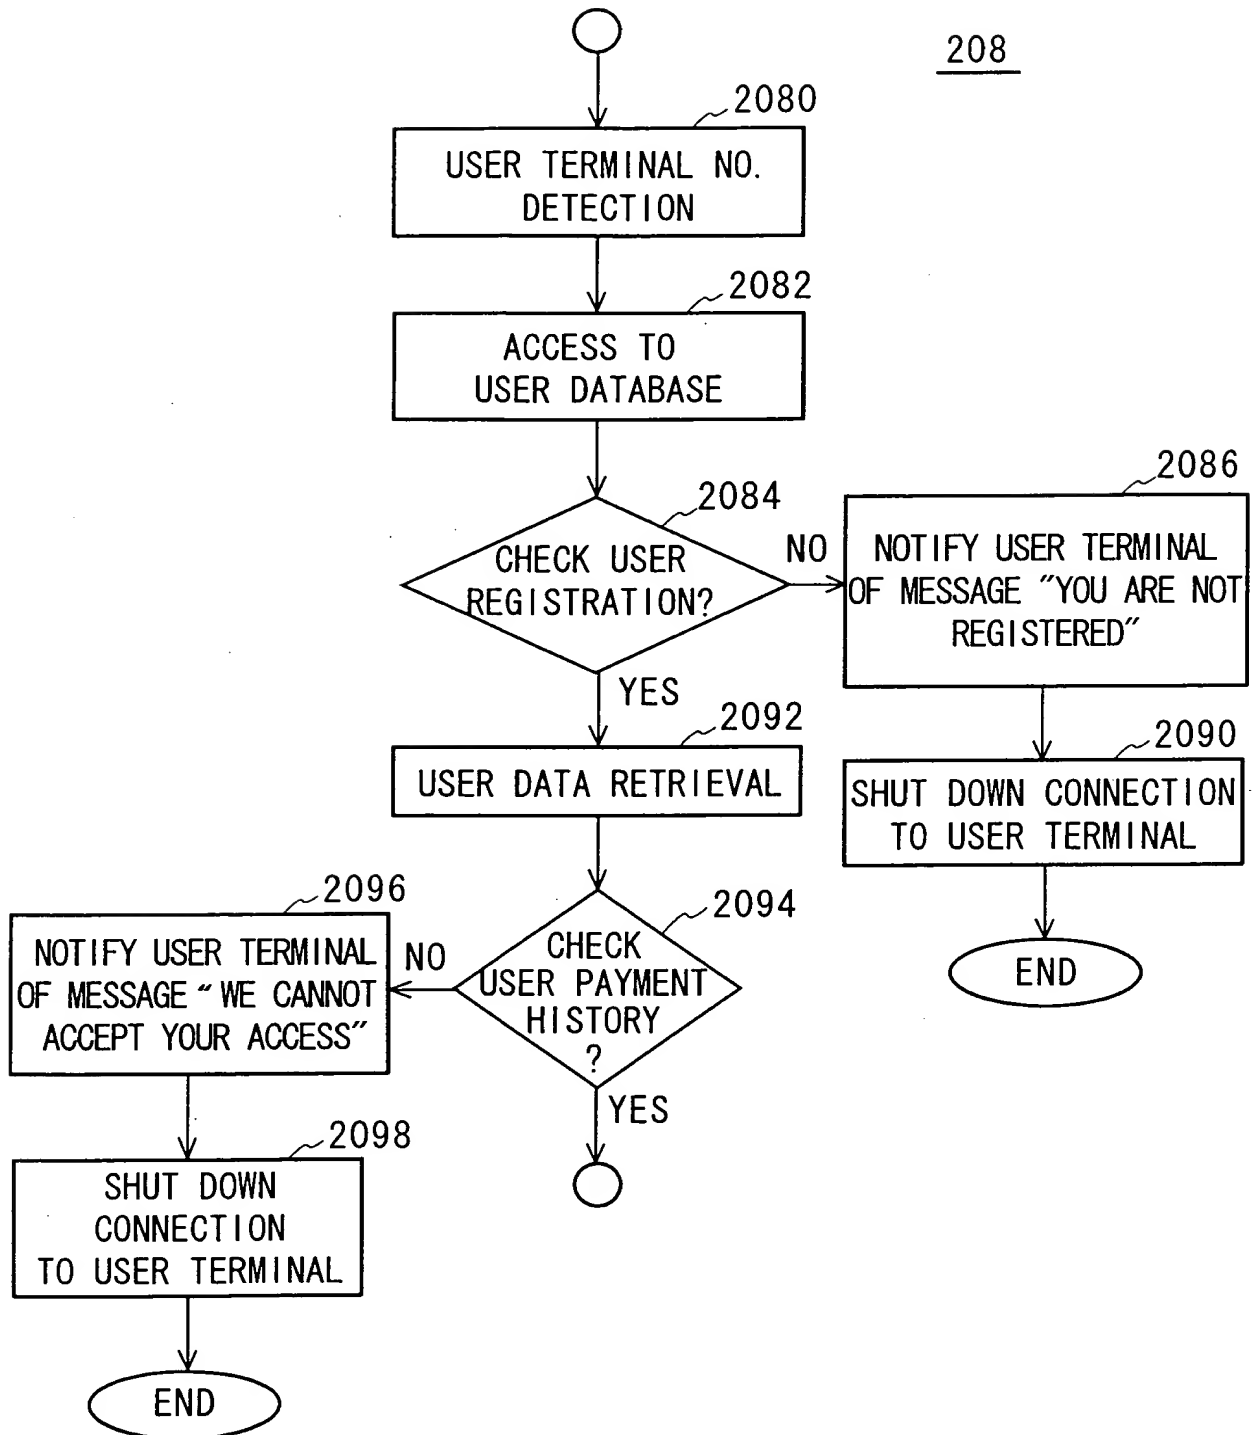 208
2080
USER TERMINAL NO.
DETECTION
2082
ACCESS TO
USER DATABASE
2084
CHECK USER
REGISTRATION?
NO
2086
NOTIFY USER TERMINAL
OF MESSAGE "YOU ARE NOT
REGISTERED"
YES
2092
USER DATA RETRIEVAL
2090
SHUT DOWN CONNECTION
TO USER TERMINAL
END
2094
CHECK
USER PAYMENT
HISTORY
?
NO
2096
NOTIFY USER TERMINAL
OF MESSAGE "WE CANNOT
ACCEPT YOUR ACCESS"
YES
2098
SHUT DOWN
CONNECTION
TO USER TERMINAL
END